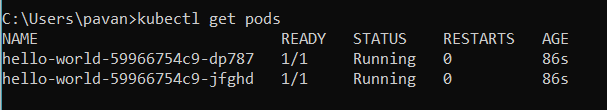 C:\Users\pavan>kubectl get pods
NAME READY STATUS RESTARTS AGE
hello-world-59966754c9-dp787 1/1 Running 0 86s
hello-world-59966754c9-jfghd 1/1 Running 0 86s